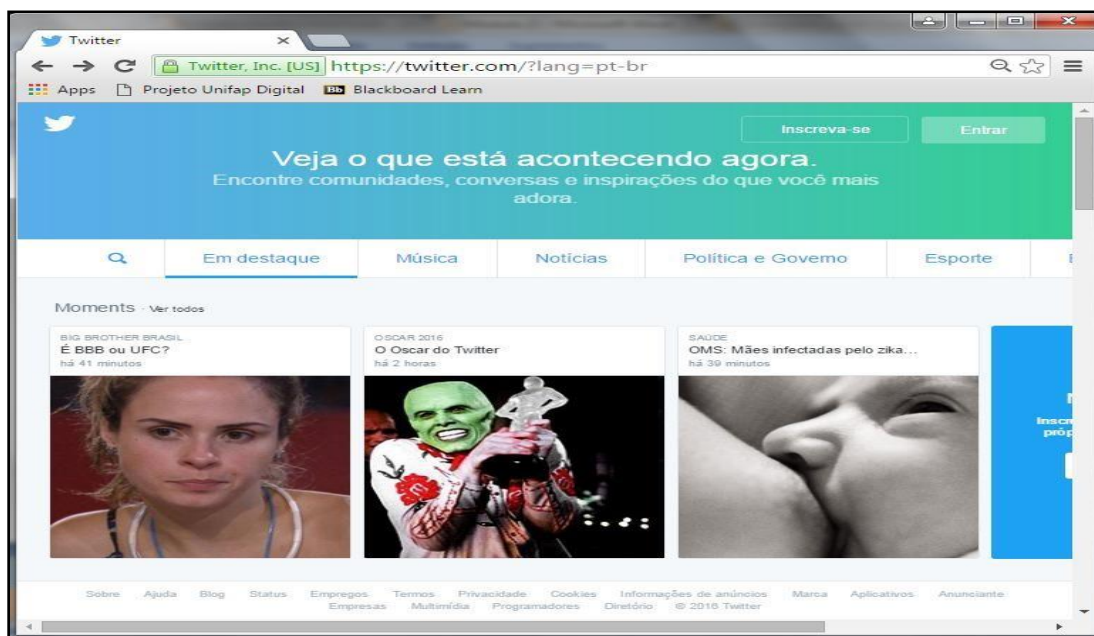 Twitter
Twitter, Inc. [US] https://twitter.com/?lang=pt-br
Apps Projeto Unifap Digital Bb Blackboard Learn
Inscreva-se Entrar
Veja o que está acontecendo agora.
Encontre comunidades, conversas e inspirações do que você mais
adora.
Em destaque Música Notícias Política e Governo Esporte
Moments · Ver todos
BIG BROTHER BRASIL
É BBB ou UFC?
há 41 minutos
OSCAR 2016
O Oscar do Twitter
há 2 horas
SAÚDE
OMS: Mães infectadas pelo zika...
há 39 minutos
Sobre Ajuda Blog Status Empregos Termos Privacidade Cookies Informações de anúncios Marca Aplicativos Anunciante
Empresas Multimídia Programadores Diretório © 2016 Twitter